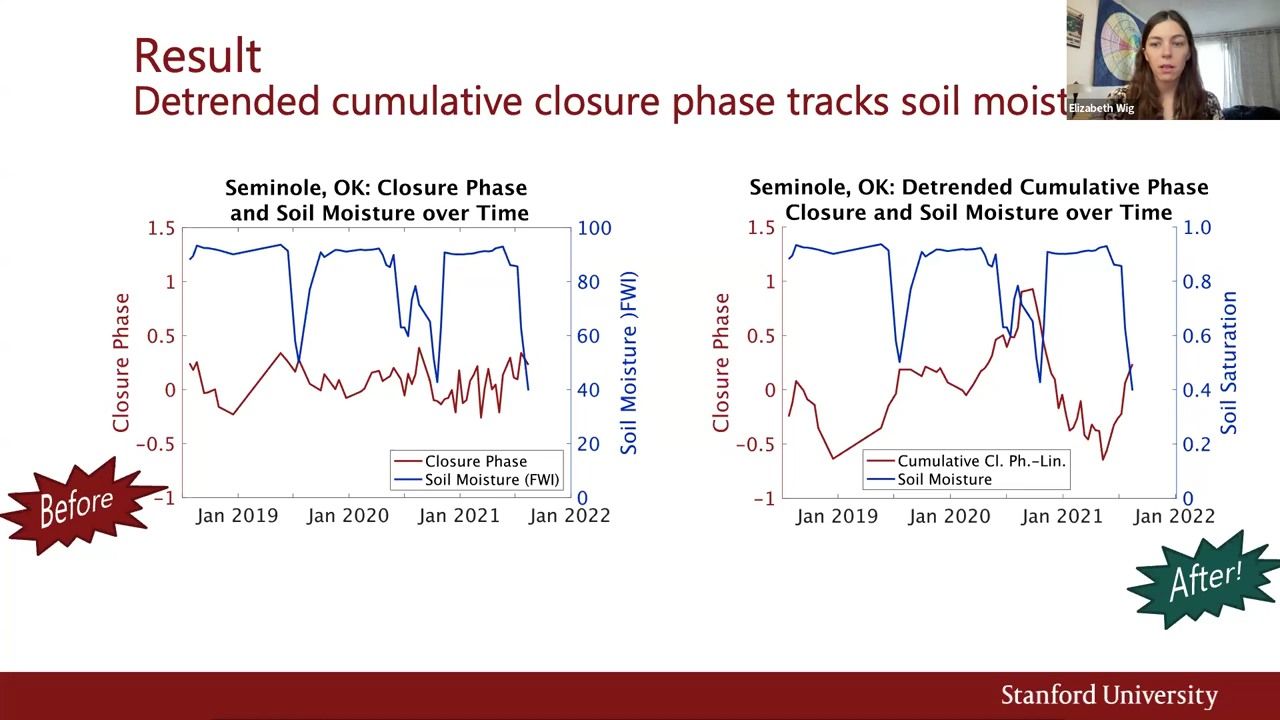 Result
Detrended cumulative closure phase tracks soil moist
Elizabeth Wig
Seminole, OK: Closure Phase
and Soil Moisture over Time
1.5
1
0.5
0
-0.5
-1
Closure Phase
100
80
60
40
20
0
Soil Moisture )FWI)
Closure Phase
Soil Moisture (FWI)
Jan 2019
Jan 2020
Jan 2021
Jan 2022
Before
Seminole, OK: Detrended Cumulative Phase
Closure and Soil Moisture over Time
1.5
1
0.5
0
-0.5
-1
Closure Phase
1.0
0.8
0.6
0.4
0.2
0
Soil Saturation
Cumulative Cl. Ph.-Lin.
Soil Moisture
Jan 2019
Jan 2020
Jan 2021
Jan 2022
After!
Stanford University